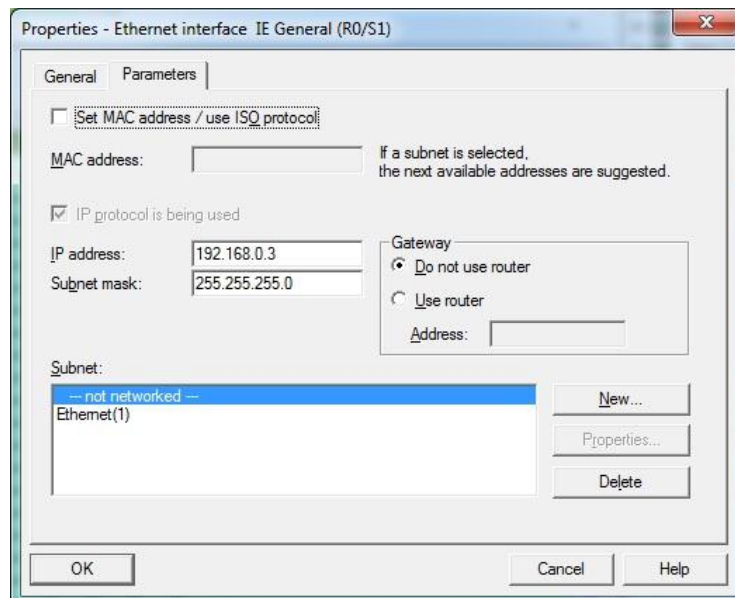 Properties - Ethernet interface IE General (R0/S1)
General
Parameters
Set MAC address / use ISO protocol
MAC address:
If a subnet is selected,
the next available addresses are suggested.
IP protocol is being used
IP address:
192.168.0.3
Subnet mask:
255.255.255.0
Gateway
Do not use router
Use router
Address:
Subnet:
--- not networked ---
Ethernet(1)
New...
Properties...
Delete
OK
Cancel
Help